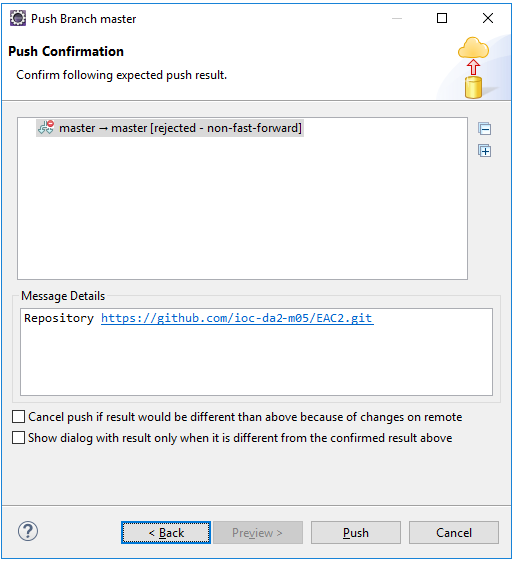 Push Branch master
Push Confirmation
Confirm following expected push result.
master → master [rejected - non-fast-forward]
Message Details
Repository https://github.com/ioc-da2-m05/EAC2.git
Cancel push if result would be different than above because of changes on remote
Show dialog with result only when it is different from the confirmed result above
? < Back Preview > Push Cancel